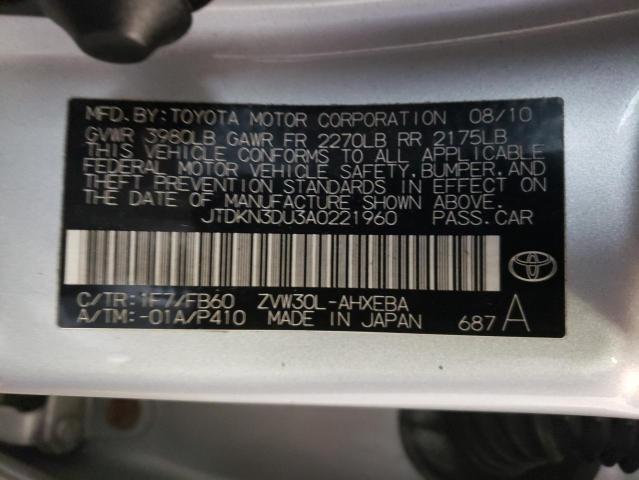 MFD. BY: TOYOTA MOTOR CORPORATION 08/10
GVWR 3980LB GAWR FR 2270LB RR 2175LB
THIS VEHICLE CONFORMS TO ALL APPLICABLE
FEDERAL MOTOR VEHICLE SAFETY, BUMPER, AND
THEFT PREVENTION STANDARDS IN EFFECT ON
THE DATE OF MANUFACTURE SHOWN ABOVE.
JTDKN3DU3A0221960 PASS. CAR
C/TR: 1F7/FB60 ZVW30L-AHXEBA
A/TM: -01A/P410 MADE IN JAPAN 687 A